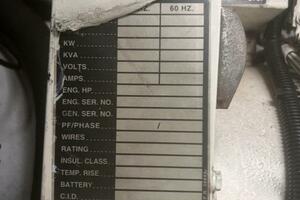 HZ. 60 HZ.
KW
KVA
VOLTS
AMPS
ENG. HP.
ENG. SER. NO.
GEN. SER. NO.
PF/PHASE /
WIRES
RATING
INSUL. CLASS.
TEMP. RISE
BATTERY
C.I.D.